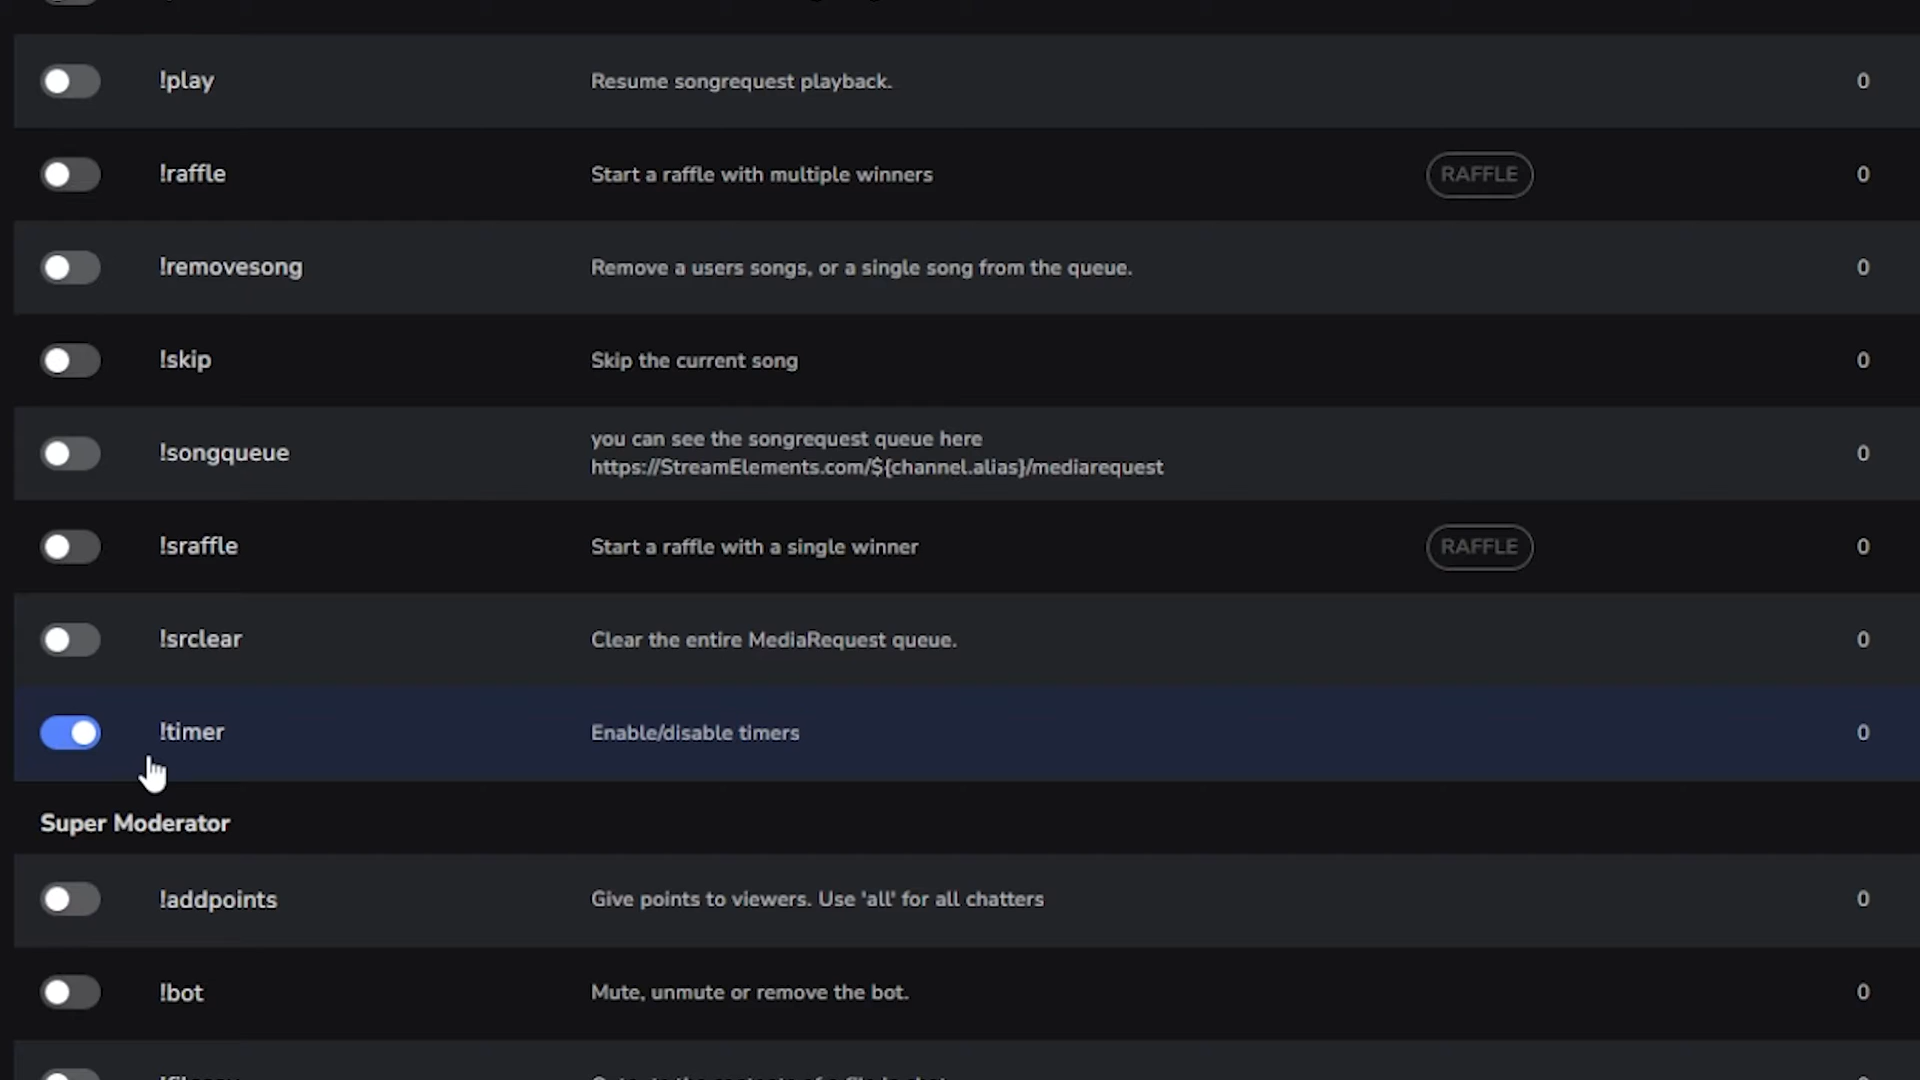 !play Resume songrequest playback. 0
!raffle Start a raffle with multiple winners RAFFLE 0
!removesong Remove a users songs, or a single song from the queue. 0
!skip Skip the current song 0
!songqueue you can see the songrequest queue here
https://StreamElements.com/${channel.alias}/mediarequest 0
!sraffle Start a raffle with a single winner RAFFLE 0
!srclear Clear the entire MediaRequest queue. 0
!timer Enable/disable timers 0
Super Moderator
!addpoints Give points to viewers. Use 'all' for all chatters 0
!bot Mute, unmute or remove the bot. 0